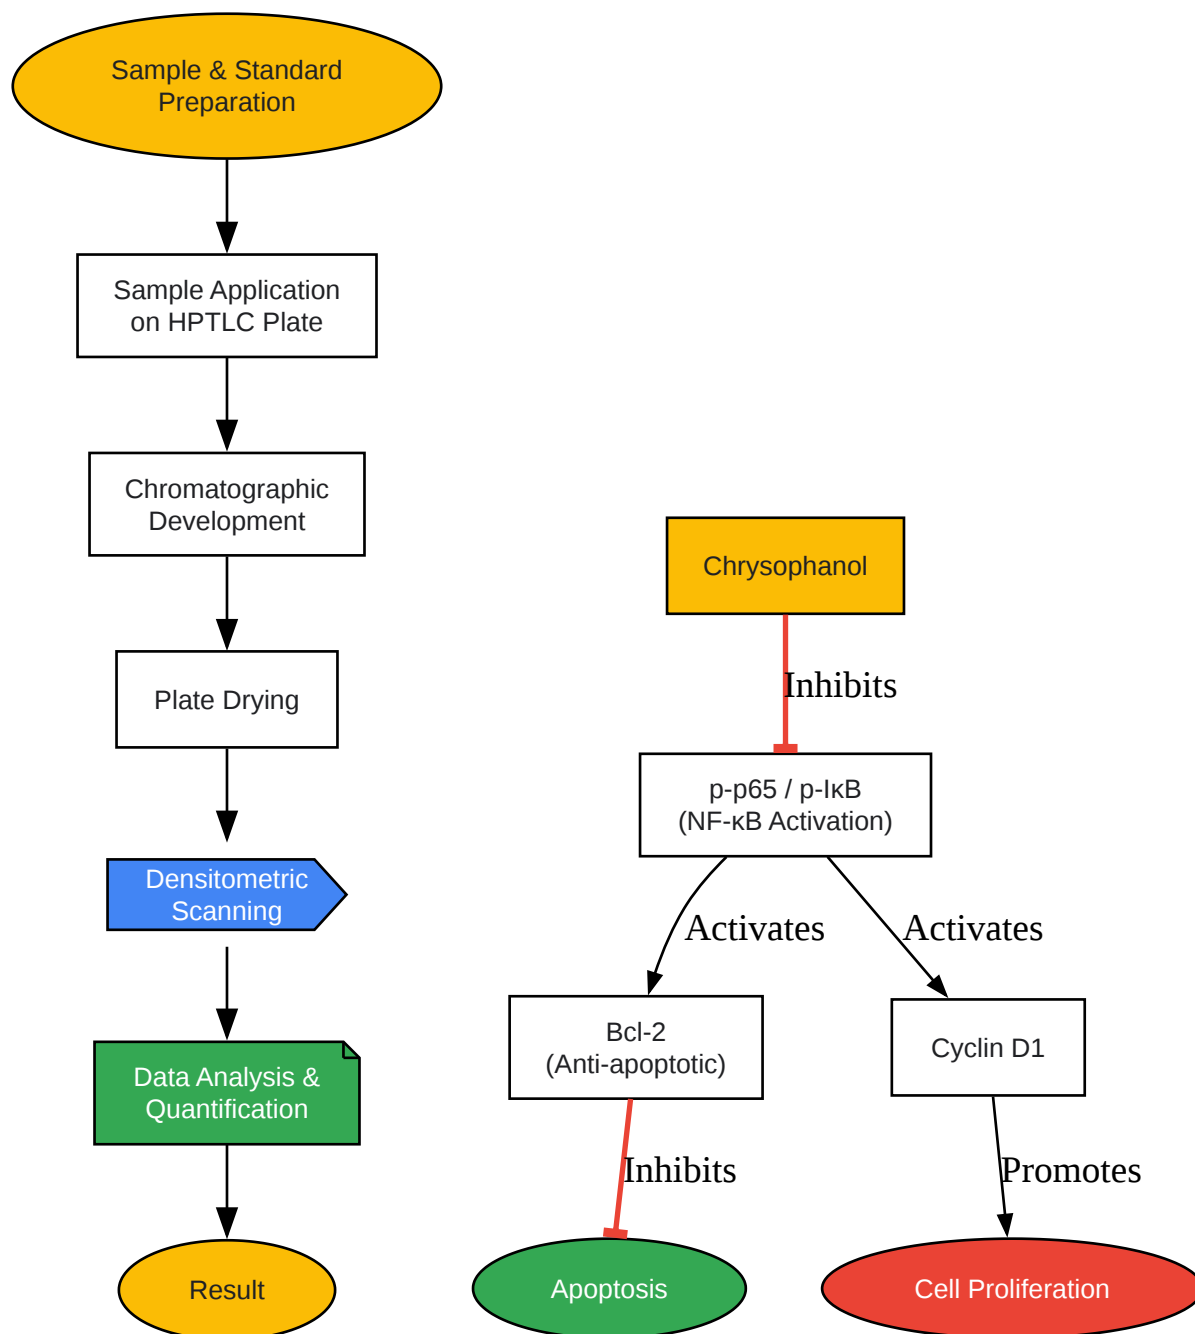 Sample & Standard
Preparation
Sample Application
on HPTLC Plate
Chromatographic
Development
Plate Drying
Densitometric
Scanning
Data Analysis &
Quantification
Result
Chrysophanol
Inhibits
p-p65 / p-IκB
(NF-κB Activation)
Activates
Activates
Bcl-2
(Anti-apoptotic)
Cyclin D1
Inhibits
Promotes
Apoptosis
Cell Proliferation